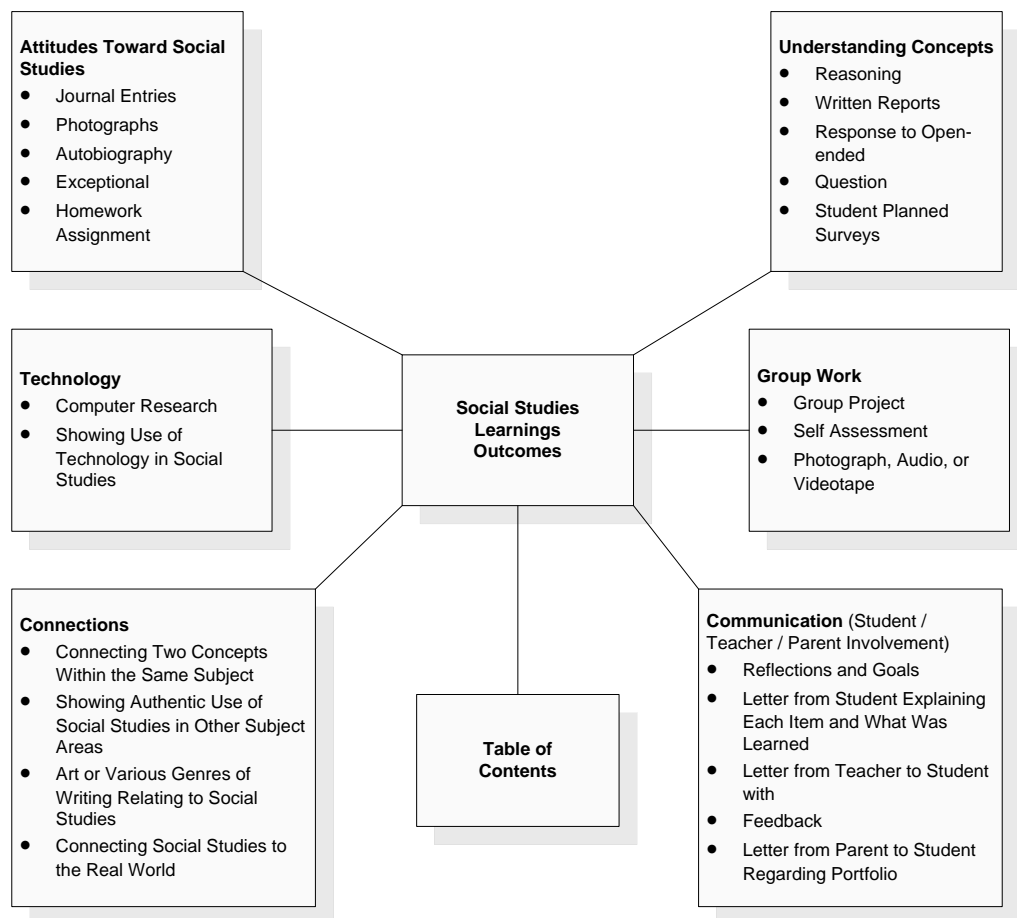 Attitudes Toward Social
Studies
● Journal Entries
● Photographs
● Autobiography
● Exceptional
● Homework
Assignment
Understanding Concepts
● Reasoning
● Written Reports
● Response to Open-
ended
● Question
● Student Planned
Surveys
Technology
● Computer Research
● Showing Use of
Technology in Social
Studies
Social Studies
Learnings
Outcomes
Group Work
● Group Project
● Self Assessment
● Photograph, Audio, or
Videotape
Connections
● Connecting Two Concepts
Within the Same Subject
● Showing Authentic Use of
Social Studies in Other Subject
Areas
● Art or Various Genres of
Writing Relating to Social
Studies
● Connecting Social Studies to
the Real World
Table of
Contents
Communication (Student /
Teacher / Parent Involvement)
● Reflections and Goals
● Letter from Student Explaining
Each Item and What Was
Learned
● Letter from Teacher to Student
with
● Feedback
● Letter from Parent to Student
Regarding Portfolio